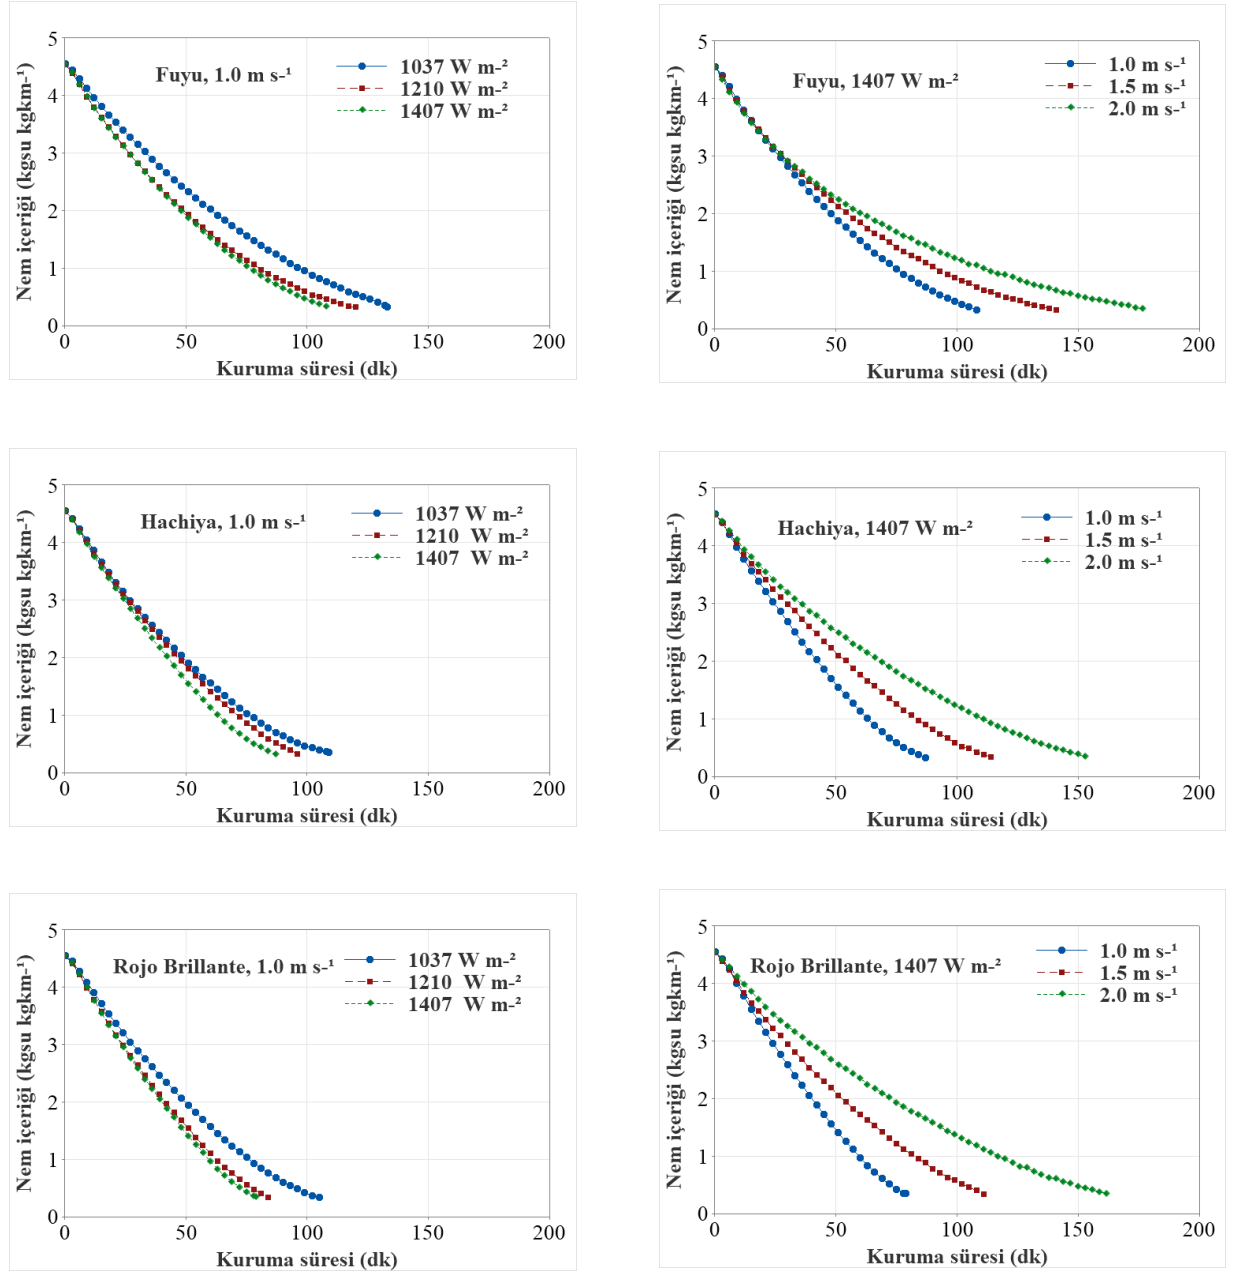 Fuyu, 1.0 m s-¹
1037 W m-²
1210 W m-²
1407 W m-²
Nem içeriği (kgsu kgkm-¹)
5
4
3
2
1
0
0 50 100 150 200
Kuruma süresi (dk)
Fuyu, 1407 W m-²
1.0 m s-¹
1.5 m s-¹
2.0 m s-¹
Nem içeriği (kgsu kgkm-¹)
5
4
3
2
1
0
0 50 100 150 200
Kuruma süresi (dk)
Hachiya, 1.0 m s-¹
1037 W m-²
1210 W m-²
1407 W m-²
Nem içeriği (kgsu kgkm-¹)
5
4
3
2
1
0
0 50 100 150 200
Kuruma süresi (dk)
Hachiya, 1407 W m-²
1.0 m s-¹
1.5 m s-¹
2.0 m s-¹
Nem içeriği (kgsu kgkm-¹)
5
4
3
2
1
0
0 50 100 150 200
Kuruma süresi (dk)
Rojo Brillante, 1.0 m s-¹
1037 W m-²
1210 W m-²
1407 W m-²
Nem içeriği (kgsu kgkm-¹)
5
4
3
2
1
0
0 50 100 150 200
Kuruma süresi (dk)
Rojo Brillante, 1407 W m-²
1.0 m s-¹
1.5 m s-¹
2.0 m s-¹
Nem içeriği (kgsu kgkm-¹)
5
4
3
2
1
0
0 50 100 150 200
Kuruma süresi (dk)